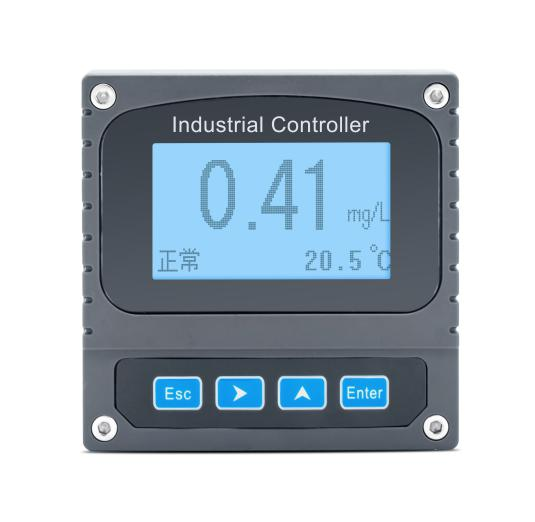 Industrial Controller
0.41 mg/L
正常 20.5°C
Esc Enter